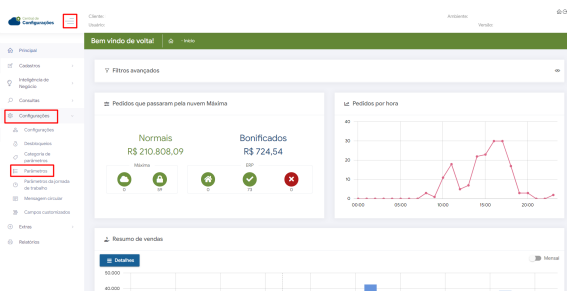 Central de
Configurações
Cliente:
Usuário:
Ambiente:
Versão:
Bem vindo de volta!
- Início
Principal
Cadastros
Inteligência de
Negócio
Consultas
Configurações
Configurações
Desbloqueios
Categoria de
parâmetros
Parâmetros
Parâmetros de jornada
de trabalho
Mensagem circular
Campos customizados
Extras
Relatórios
Filtros avançados
Pedidos que passaram pela nuvem Máxima
Normais
Bonificados
R$ 210.808,09
R$ 724,54
Máxima
ERP
0
59
0
73
0
Pedidos por hora
40
30
20
10
0
00:00
05:00
10:00
15:00
20:00
Resumo de vendas
Detalhes
Mensal
50.000
40.000